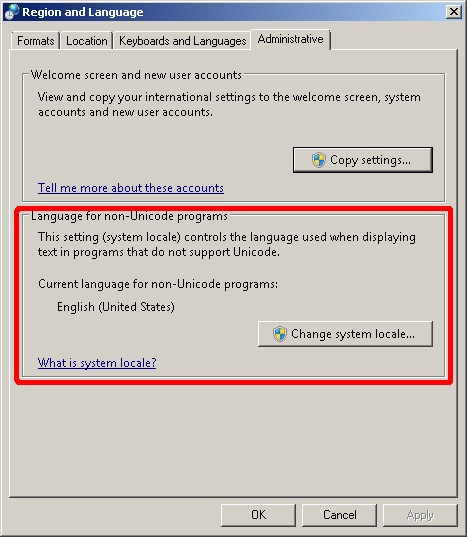 Region and Language
Formats Location Keyboards and Languages Administrative
Welcome screen and new user accounts
View and copy your international settings to the welcome screen, system
accounts and new user accounts.
Copy settings...
Tell me more about these accounts
Language for non-Unicode programs
This setting (system locale) controls the language used when displaying
text in programs that do not support Unicode.
Current language for non-Unicode programs:
English (United States)
Change system locale...
What is system locale?
OK Cancel Apply